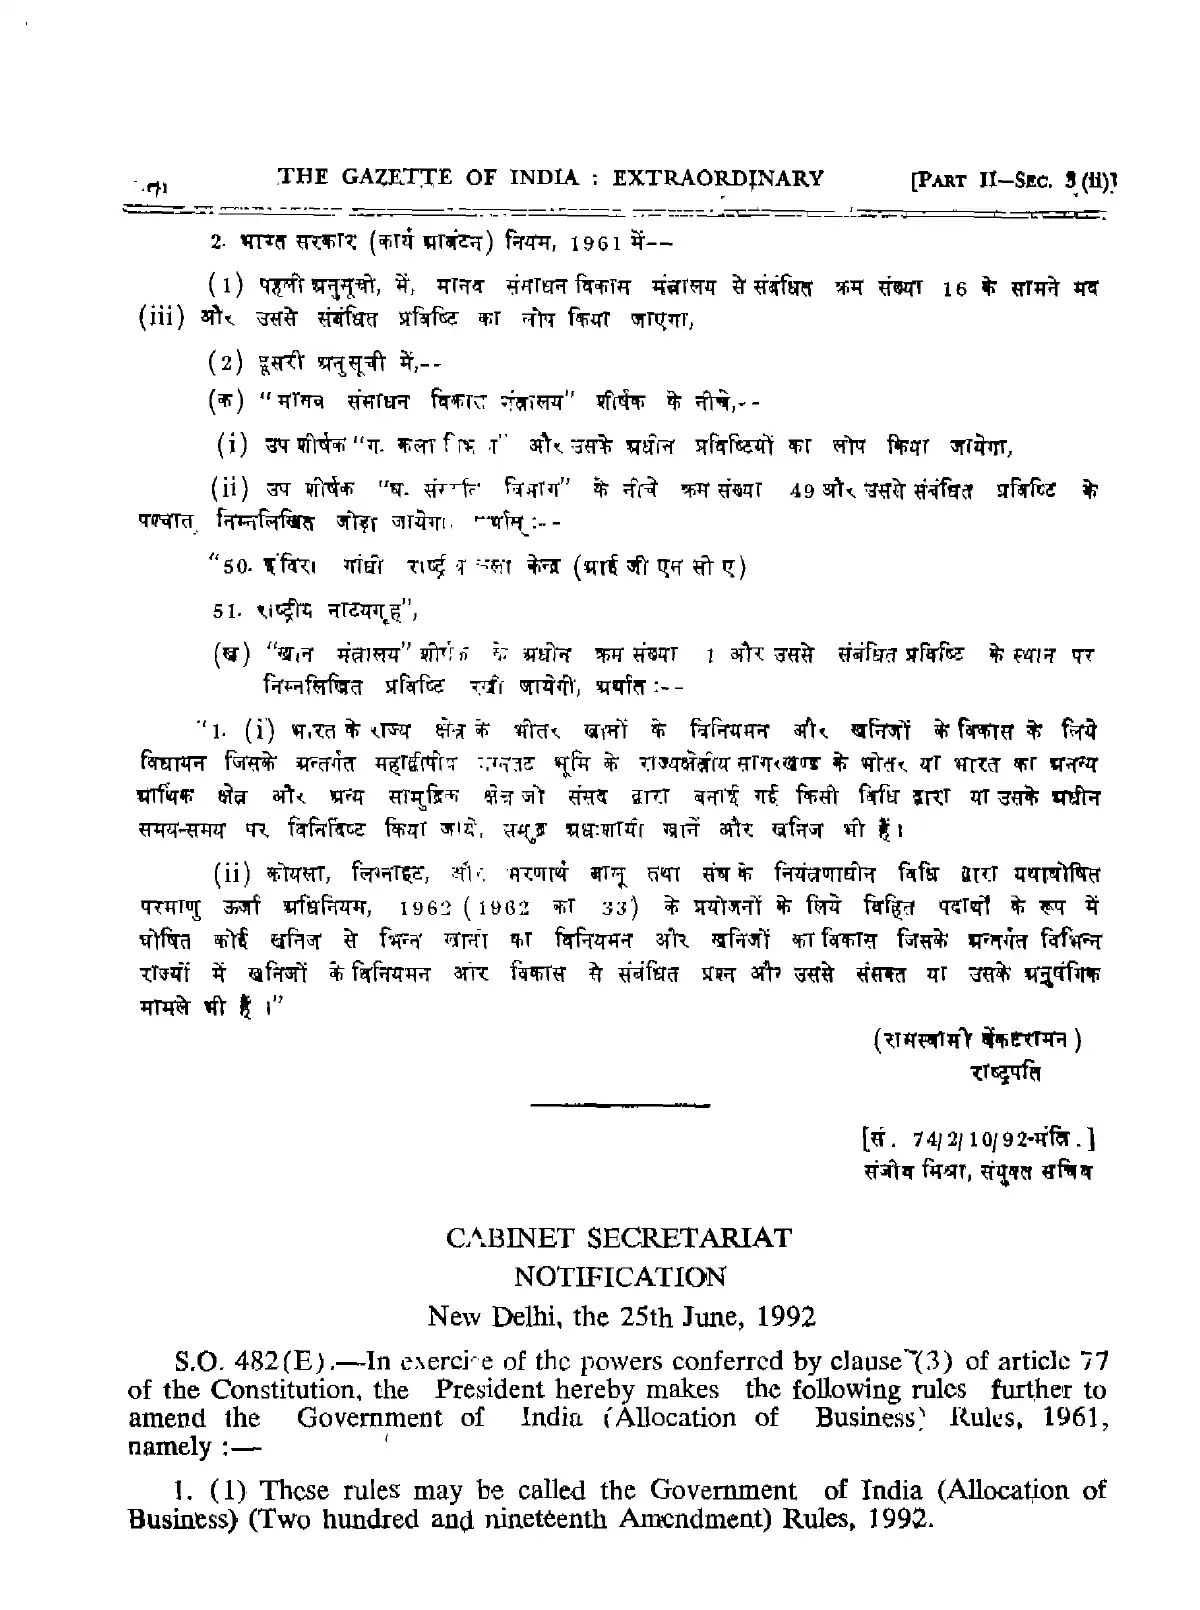 THE GAZETTE OF INDIA : EXTRAORDINARY [PART II—SEC. 3 (ii)]
2. भारत सरकार (कार्य आबंटन) नियम, 1961 में--
(1) पहली अनुसूची, में, मानव संसाधन विकास मंत्रालय से संबंधित क्रम संख्या 16 के सामने मद
(iii) और उससे संबंधित प्रविष्टि का लोप किया जाएगा,
(2) दूसरी अनुसूची में,--
(क) "मानव संसाधन विकास मंत्रालय" शीर्षक के नीचे,--
(i) उप शीर्षक "ग. कला विभाग" और उसके अधीन प्रविष्टियों का लोप किया जायेगा,
(ii) उप शीर्षक "घ. संस्कृति विभाग" के नीचे क्रम संख्या 49 और उससे संबंधित प्रविष्टि के
पश्चात् निम्नलिखित जोड़ा जायेगा, अर्थात् :--
"50. इंदिरा गांधी राष्ट्रीय कला केन्द्र (आई जी एन सी ए)
51. राष्ट्रीय नाटयगृह",
(ख) "खान मंत्रालय" शीर्षक के अधीन क्रम संख्या 1 और उससे संबंधित प्रविष्टि के स्थान पर
निम्नलिखित प्रविष्टि रखी जायेगी, अर्थात :--
"1. (i) भारत के राज्य क्षेत्र के भीतर खानों के विनियमन और खनिजों के विकास के लिये
विधायन जिसके अन्तर्गत महाद्वीपीय मग्नतट भूमि के राज्यक्षेत्रीय सागरखण्ड के भीतर या भारत का अनन्य
आर्थिक क्षेत्र और अन्य सामुद्रिक क्षेत्र जो संसद द्वारा बनाई गई किसी विधि द्वारा या उसके अधीन
समय-समय पर विनिर्दिष्ट किया जाये, समुद्र अधःशायी खानें और खनिज भी हैं।
(ii) कोयला, लिग्नाइट, और भरणार्थ बालू तथा संघ के नियंत्रणाधीन विधि द्वारा यथाघोषित
परमाणु ऊर्जा अधिनियम, 1962 (1962 का 33) के प्रयोजनों के लिये विहित पदार्थों के रूप में
घोषित कोई खनिज से भिन्न खानों का विनियमन और खनिजों का विकास जिसके अन्तर्गत विभिन्न
राज्यों में खनिजों के विनियमन और विकास से संबंधित प्रश्न और उससे संसक्त या उसके अनुषंगिक
मामले भी हैं ।"
(रामस्वामी वेंकटरामन)
राष्ट्रपति
[सं. 74/2/10/92-मंत्रि.]
संजीव मिश्रा, संयुक्त सचिव
CABINET SECRETARIAT
NOTIFICATION
New Delhi, the 25th June, 1992
S.O. 482(E).—In exercise of the powers conferred by clause (3) of article 77
of the Constitution, the President hereby makes the following rules further to
amend the Government of India (Allocation of Business) Rules, 1961,
namely :—
1. (1) These rules may be called the Government of India (Allocation of
Business) (Two hundred and nineteenth Amendment) Rules, 1992.